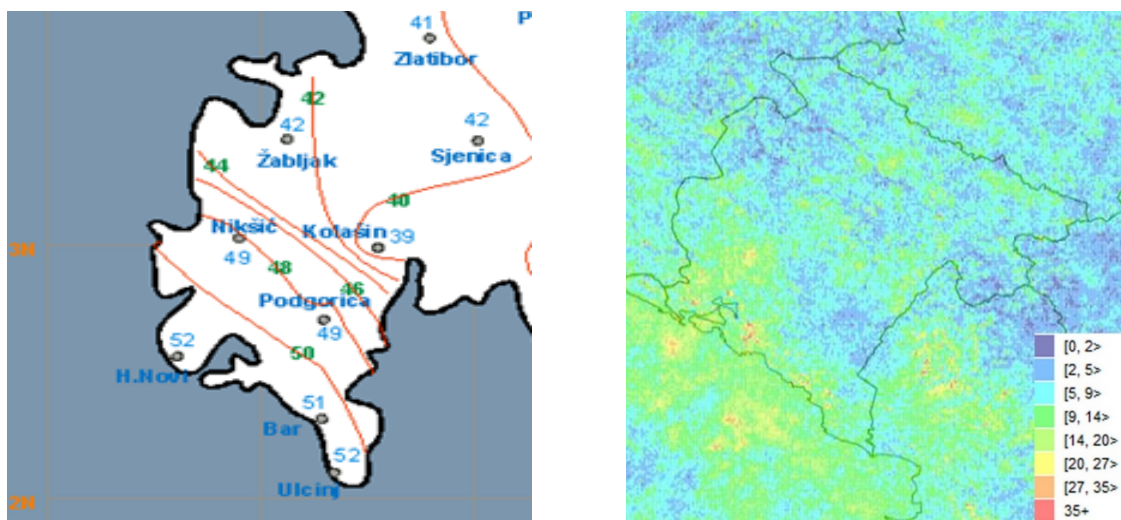 41
P
Zlatibor
42
42
42
Žabljak
Sjenica
44
40
Nikšić
Kolašin
39
3N
49
48
46
Podgorica
49
52
50
H.Novi
51
Bar
52
Ulcinj
2N
[0, 2>
[2, 5>
[5, 9>
[9, 14>
[14, 20>
[20, 27>
[27, 35>
35+